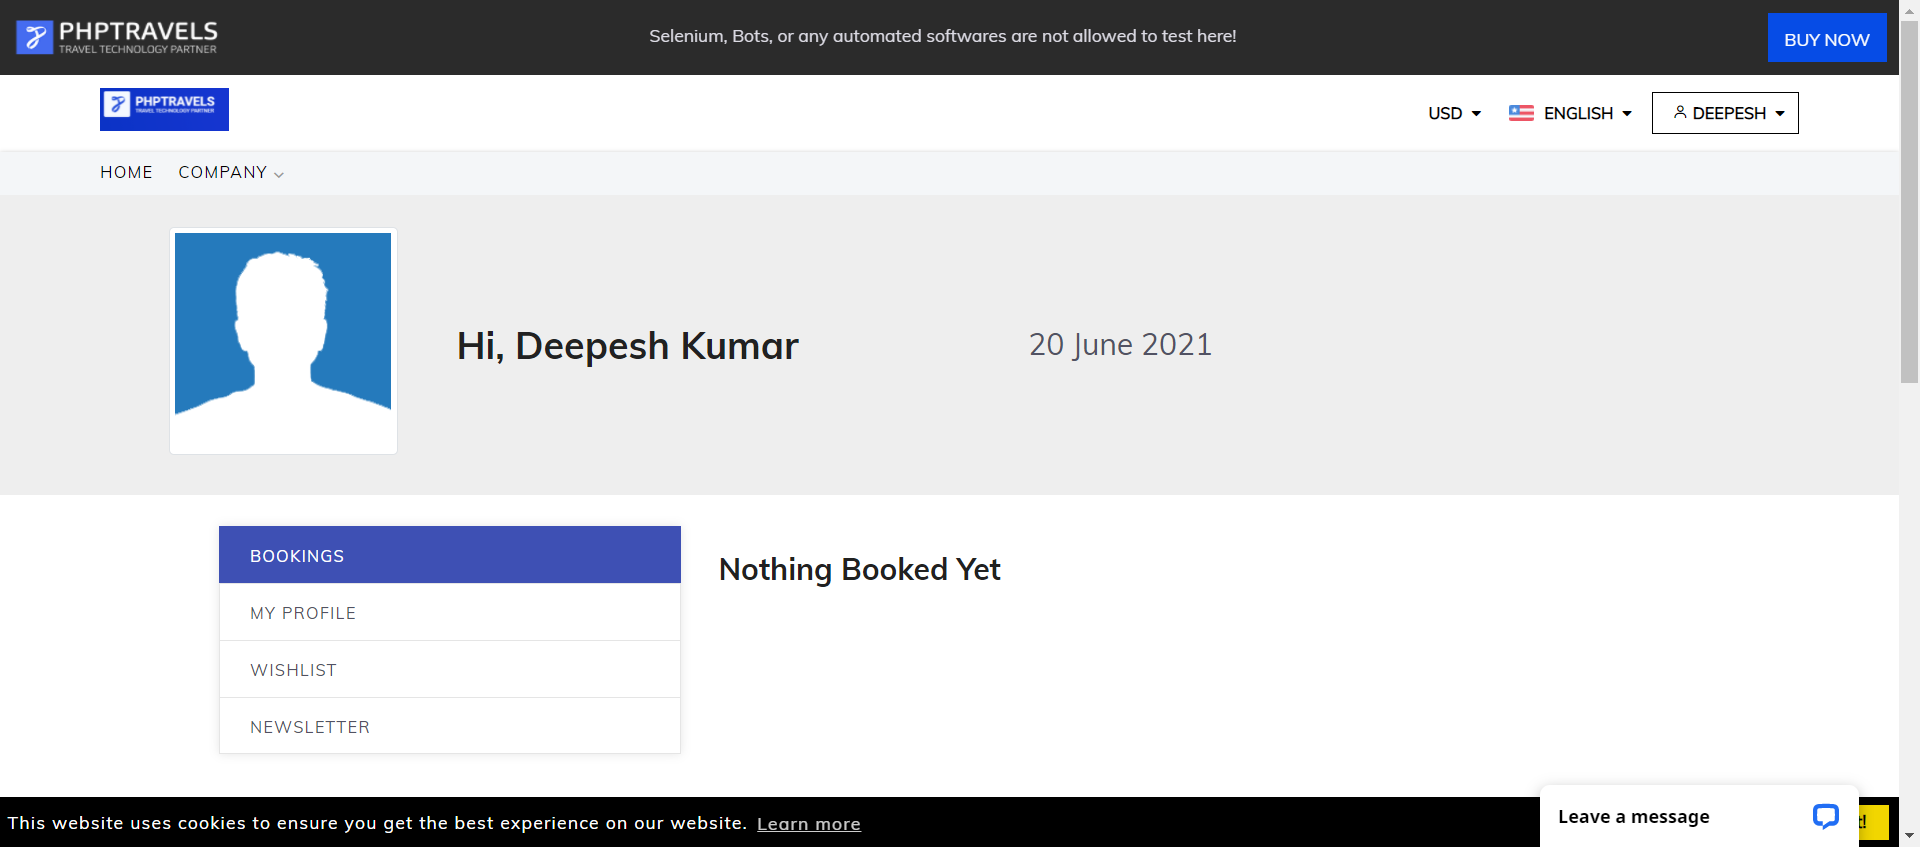 PHPTRAVELS
TRAVEL TECHNOLOGY PARTNER
Selenium, Bots, or any automated softwares are not allowed to test here!
BUY NOW
PHPTRAVELS
TRAVEL TECHNOLOGY PARTNER
USD
ENGLISH
DEEPESH
HOME
COMPANY
Hi, Deepesh Kumar
20 June 2021
BOOKINGS
Nothing Booked Yet
MY PROFILE
WISHLIST
NEWSLETTER
This website uses cookies to ensure you get the best experience on our website. Learn more
Leave a message